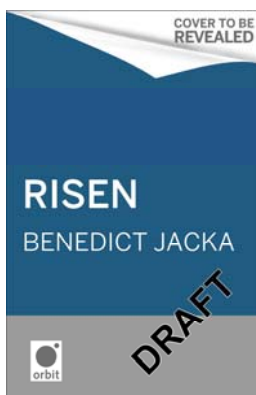 COVER TO BE
REVEALED
RISEN
BENEDICT JACKA
DRAFT
orbit